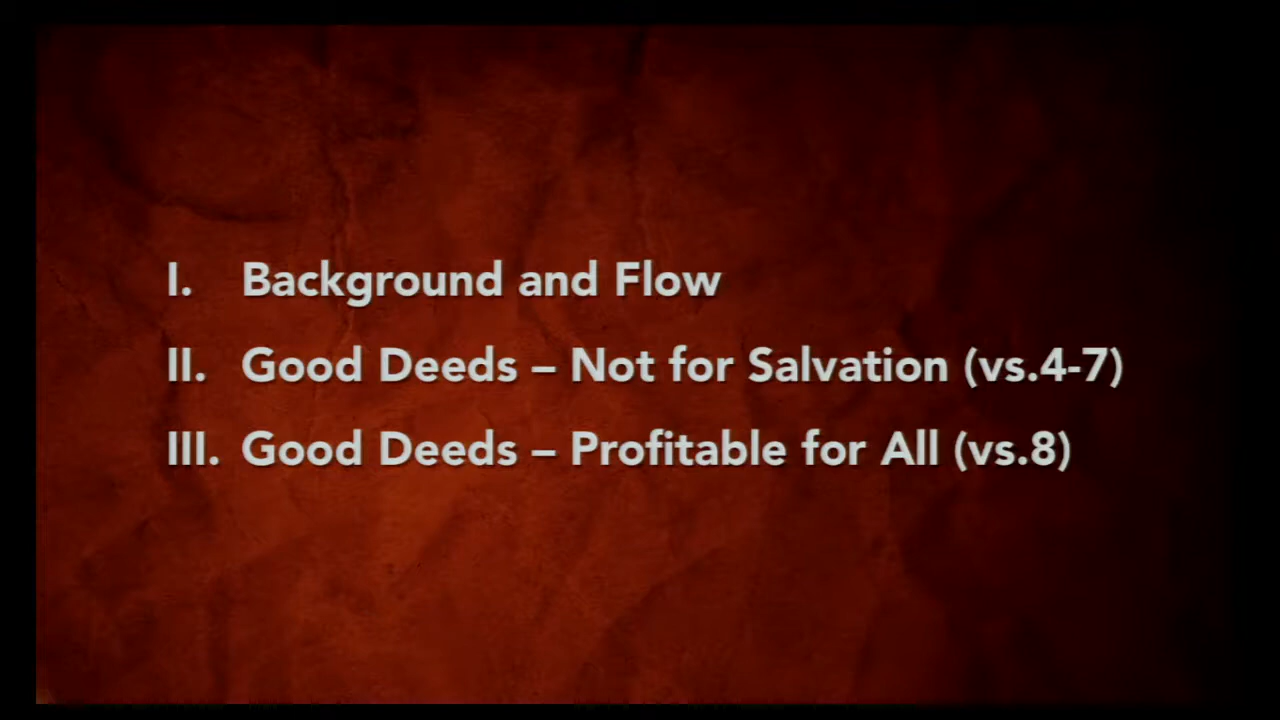 I. Background and Flow
II. Good Deeds – Not for Salvation (vs.4-7)
III. Good Deeds – Profitable for All (vs.8)